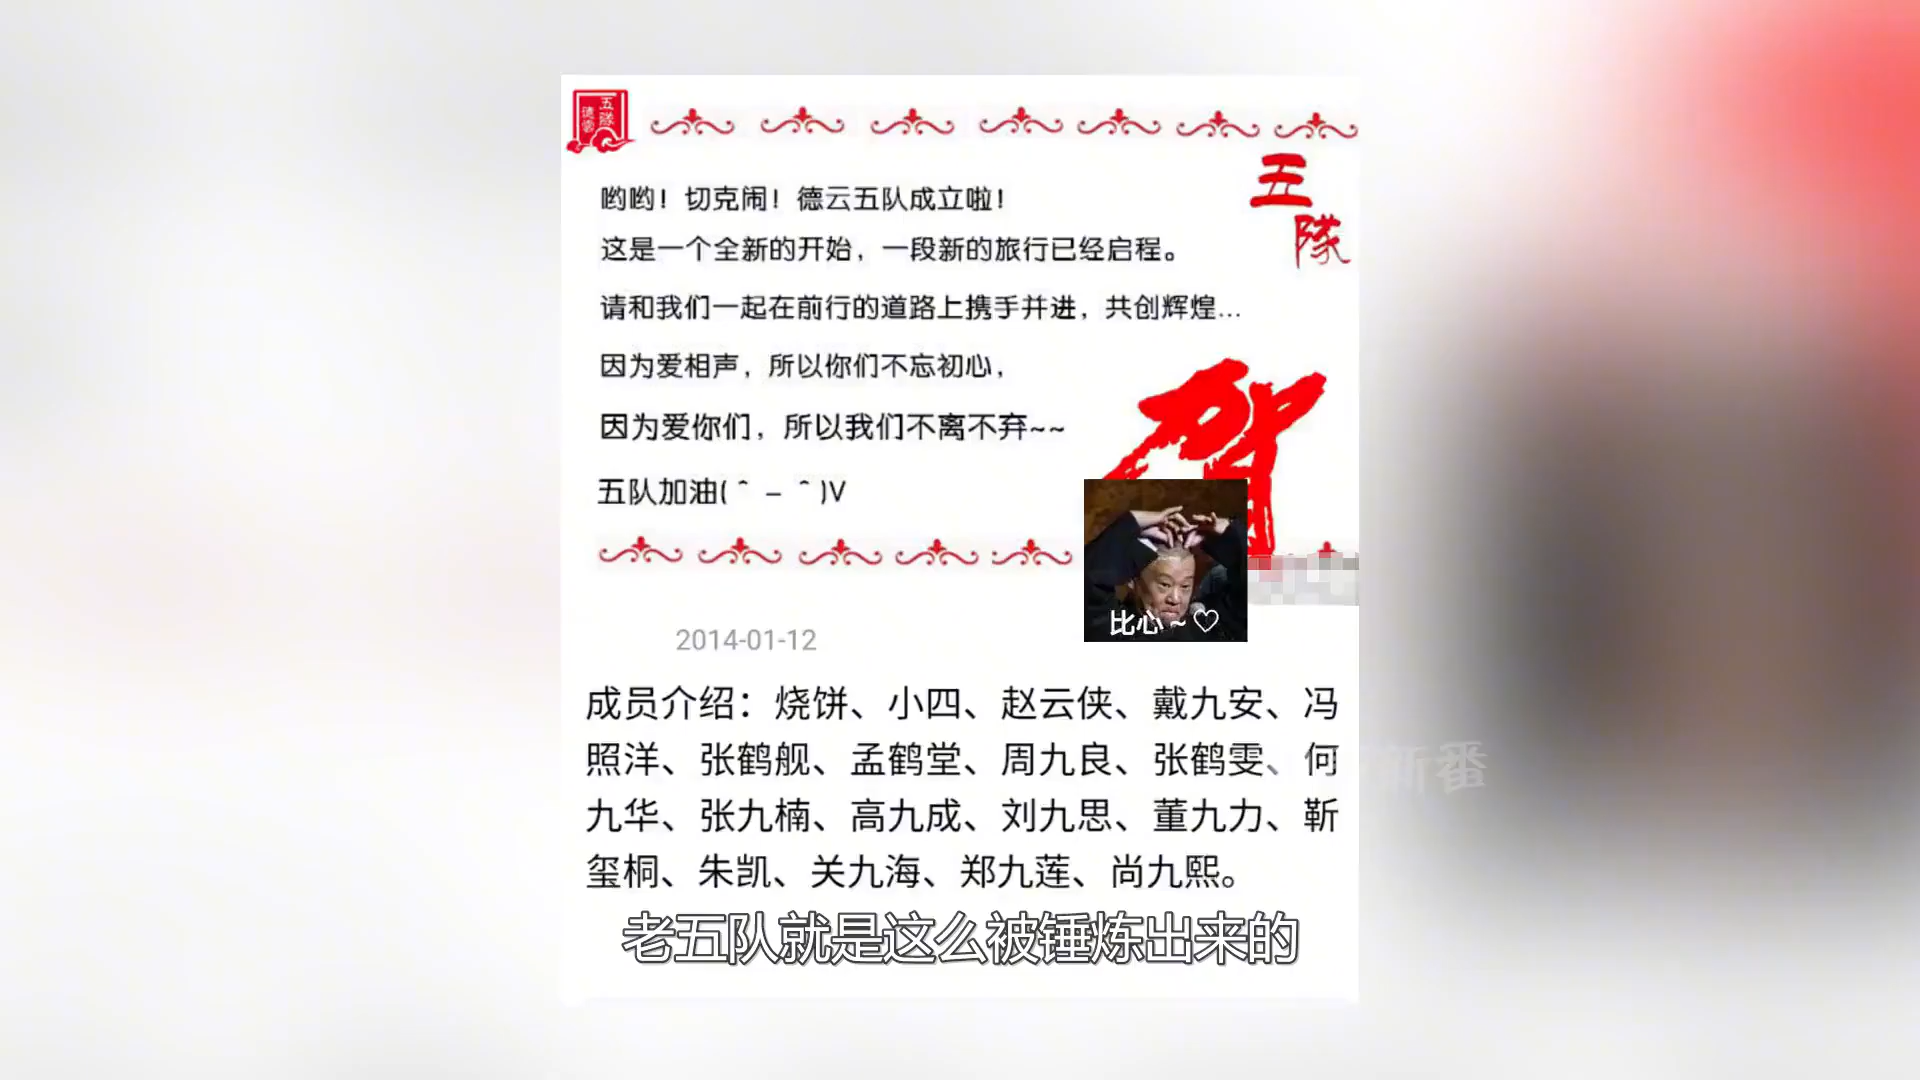 五隊
德雲
五
隊
哟哟！切克闹！德云五队成立啦！
这是一个全新的开始，一段新的旅行已经启程。
请和我们一起在前行的道路上携手并进，共创辉煌...
因为爱相声，所以你们不忘初心，
因为爱你们，所以我们不离不弃~~
五队加油(＾－＾)V
贺
比心~♡
2014-01-12
成员介绍：烧饼、小四、赵云侠、戴九安、冯
照洋、张鹤舰、孟鹤堂、周九良、张鹤雯、何
九华、张九楠、高九成、刘九思、董九力、靳
玺桐、朱凯、关九海、郑九莲、尚九熙。
新番
老五队就是这么被锤炼出来的